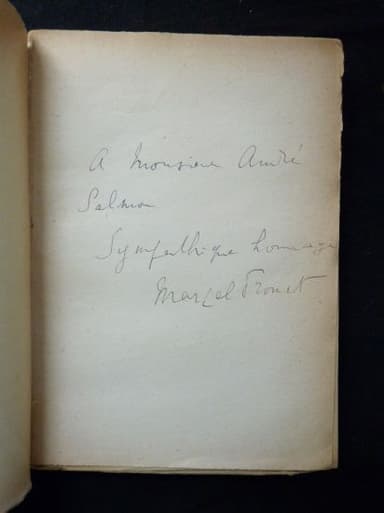 A Monsieur André
Salmon
Sympathique hommage
Marcel Proust